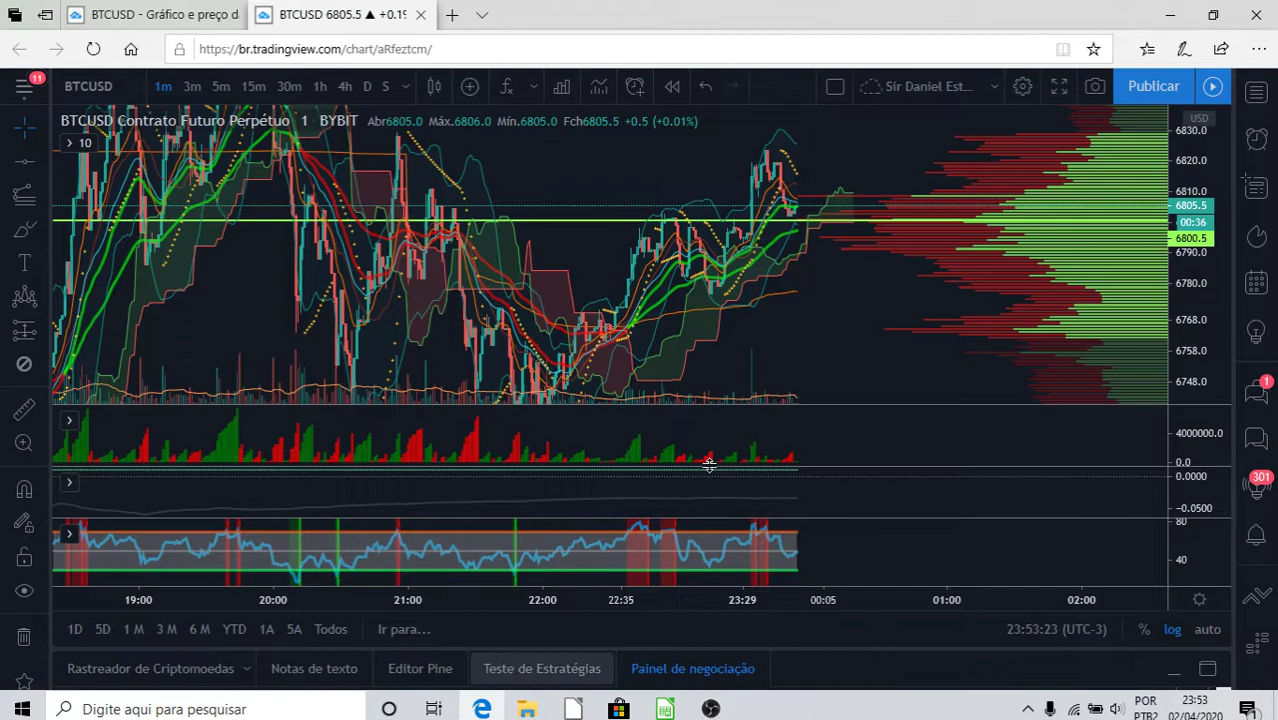 BTCUSD - Gráfico e preço d
BTCUSD 6805.5 ▲ +0.19
https://br.tradingview.com/chart/aRfeztcm/
11
BTCUSD 1m 3m 5m 15m 30m 1h 4h D S
Sir Daniel Est...
Publicar
BTCUSD Contrato Futuro Perpétuo 1 BYBIT Abr6805.0 Máx.6806.0 Mín.6805.0 Fch6805.5 +0.5 (+0.01%)
10
USD
6830.0
6820.0
6810.0
6805.5
00:36
6800.5
6790.0
6780.0
6768.0
6758.0
6748.0
4000000.0
0.0
0.0000
−0.0500
80
40
1
301
19:00 20:00 21:00 22:00 22:35 23:29 00:05 01:00 02:00
1D 5D 1 M 3 M 6 M YTD 1A 5A Todos Ir para... 23:53:23 (UTC-3) % log auto
Rastreador de Criptomoedas Notas de texto Editor Pine Teste de Estratégias Painel de negociação
Digite aqui para pesquisar
POR
PTB2
23:53
02/04/2020
1